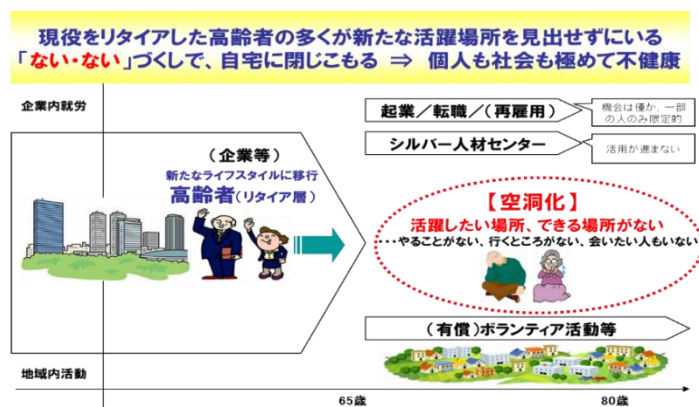 現役をリタイアした高齢者の多くが新たな活躍場所を見出せずにいる
「ない・ない」づくしで、自宅に閉じこもる ⇒ 個人も社会も極めて不健康
企業内就労
起業／転職／（再雇用）
機会は僅か、一部
の人のみ限定的
シルバー人材センター
活用が進まない
（企業等）
新たなライフスタイルに移行
高齢者（リタイア層）
【空洞化】
活躍したい場所、できる場所がない
・・・やることがない、行くところがない、会いたい人もいない
（有償）ボランティア活動等
地域内活動
65歳
80歳